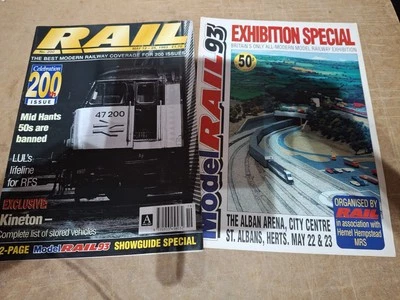 RAIL
THE BEST MODERN RAILWAY COVERAGE FOR 200 ISSUES
Celebration
200
ISSUE
Mid Hants
50s are
banned
47200
LUL's
lifeline
for RFS
EXCLUSIVE:
Kineton –
Complete list of stored vehicles
2-PAGE Model RAIL 93 SHOWGUIDE SPECIAL
A
Model RAIL 93
EXHIBITION SPECIAL
BRITAIN'S ONLY ALL MODERN MODEL RAILWAY EXHIBITION
50P
THE ALBAN ARENA, CITY CENTRE
ST. ALBANS, HERTS. MAY 22 & 23
ORGANISED BY
RAIL
in association with
Hemel Hempstead
MRS